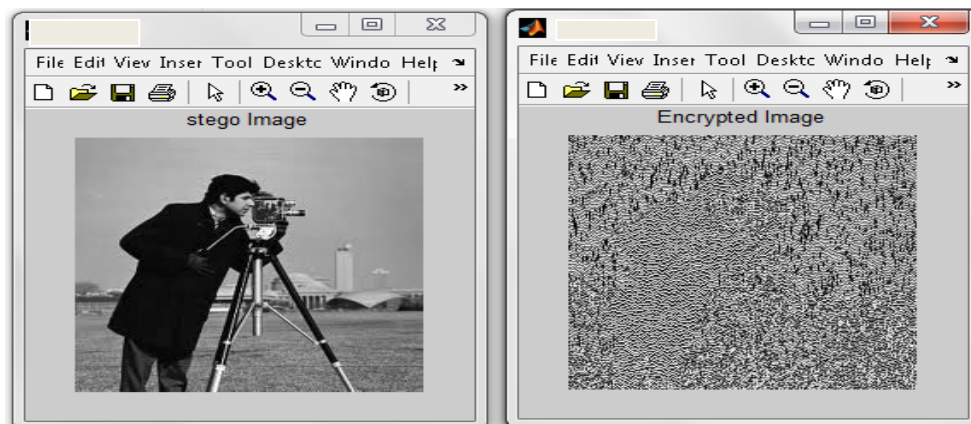 File Edit View Inser Tool Desktc Windo Help
stego Image
File Edit View Inser Tool Desktc Windo Help
Encrypted Image